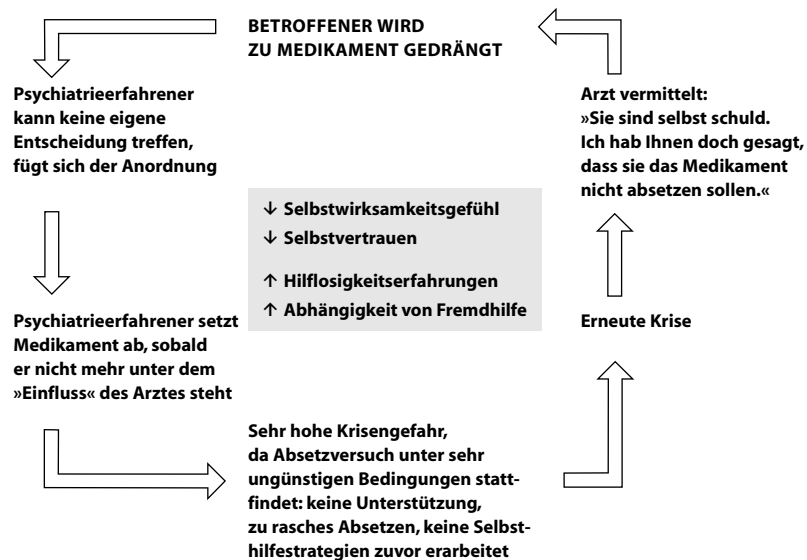 BETROFFENER WIRD
ZU MEDIKAMENT GEDRÄNGT
Psychiatrieerfahrener
kann keine eigene
Entscheidung treffen,
fügt sich der Anordnung
Psychiatrieerfahrener setzt
Medikament ab, sobald
er nicht mehr unter dem
»Einfluss« des Arztes steht
Sehr hohe Krisengefahr,
da Absetzversuch unter sehr
ungünstigen Bedingungen statt-
findet: keine Unterstützung,
zu rasches Absetzen, keine Selbst-
hilfestrategien zuvor erarbeitet
Erneute Krise
Arzt vermittelt:
»Sie sind selbst schuld.
Ich hab Ihnen doch gesagt,
dass sie das Medikament
nicht absetzen sollen.«
↓ Selbstwirksamkeitsgefühl
↓ Selbstvertrauen
↑ Hilflosigkeitserfahrungen
↑ Abhängigkeit von Fremdhilfe